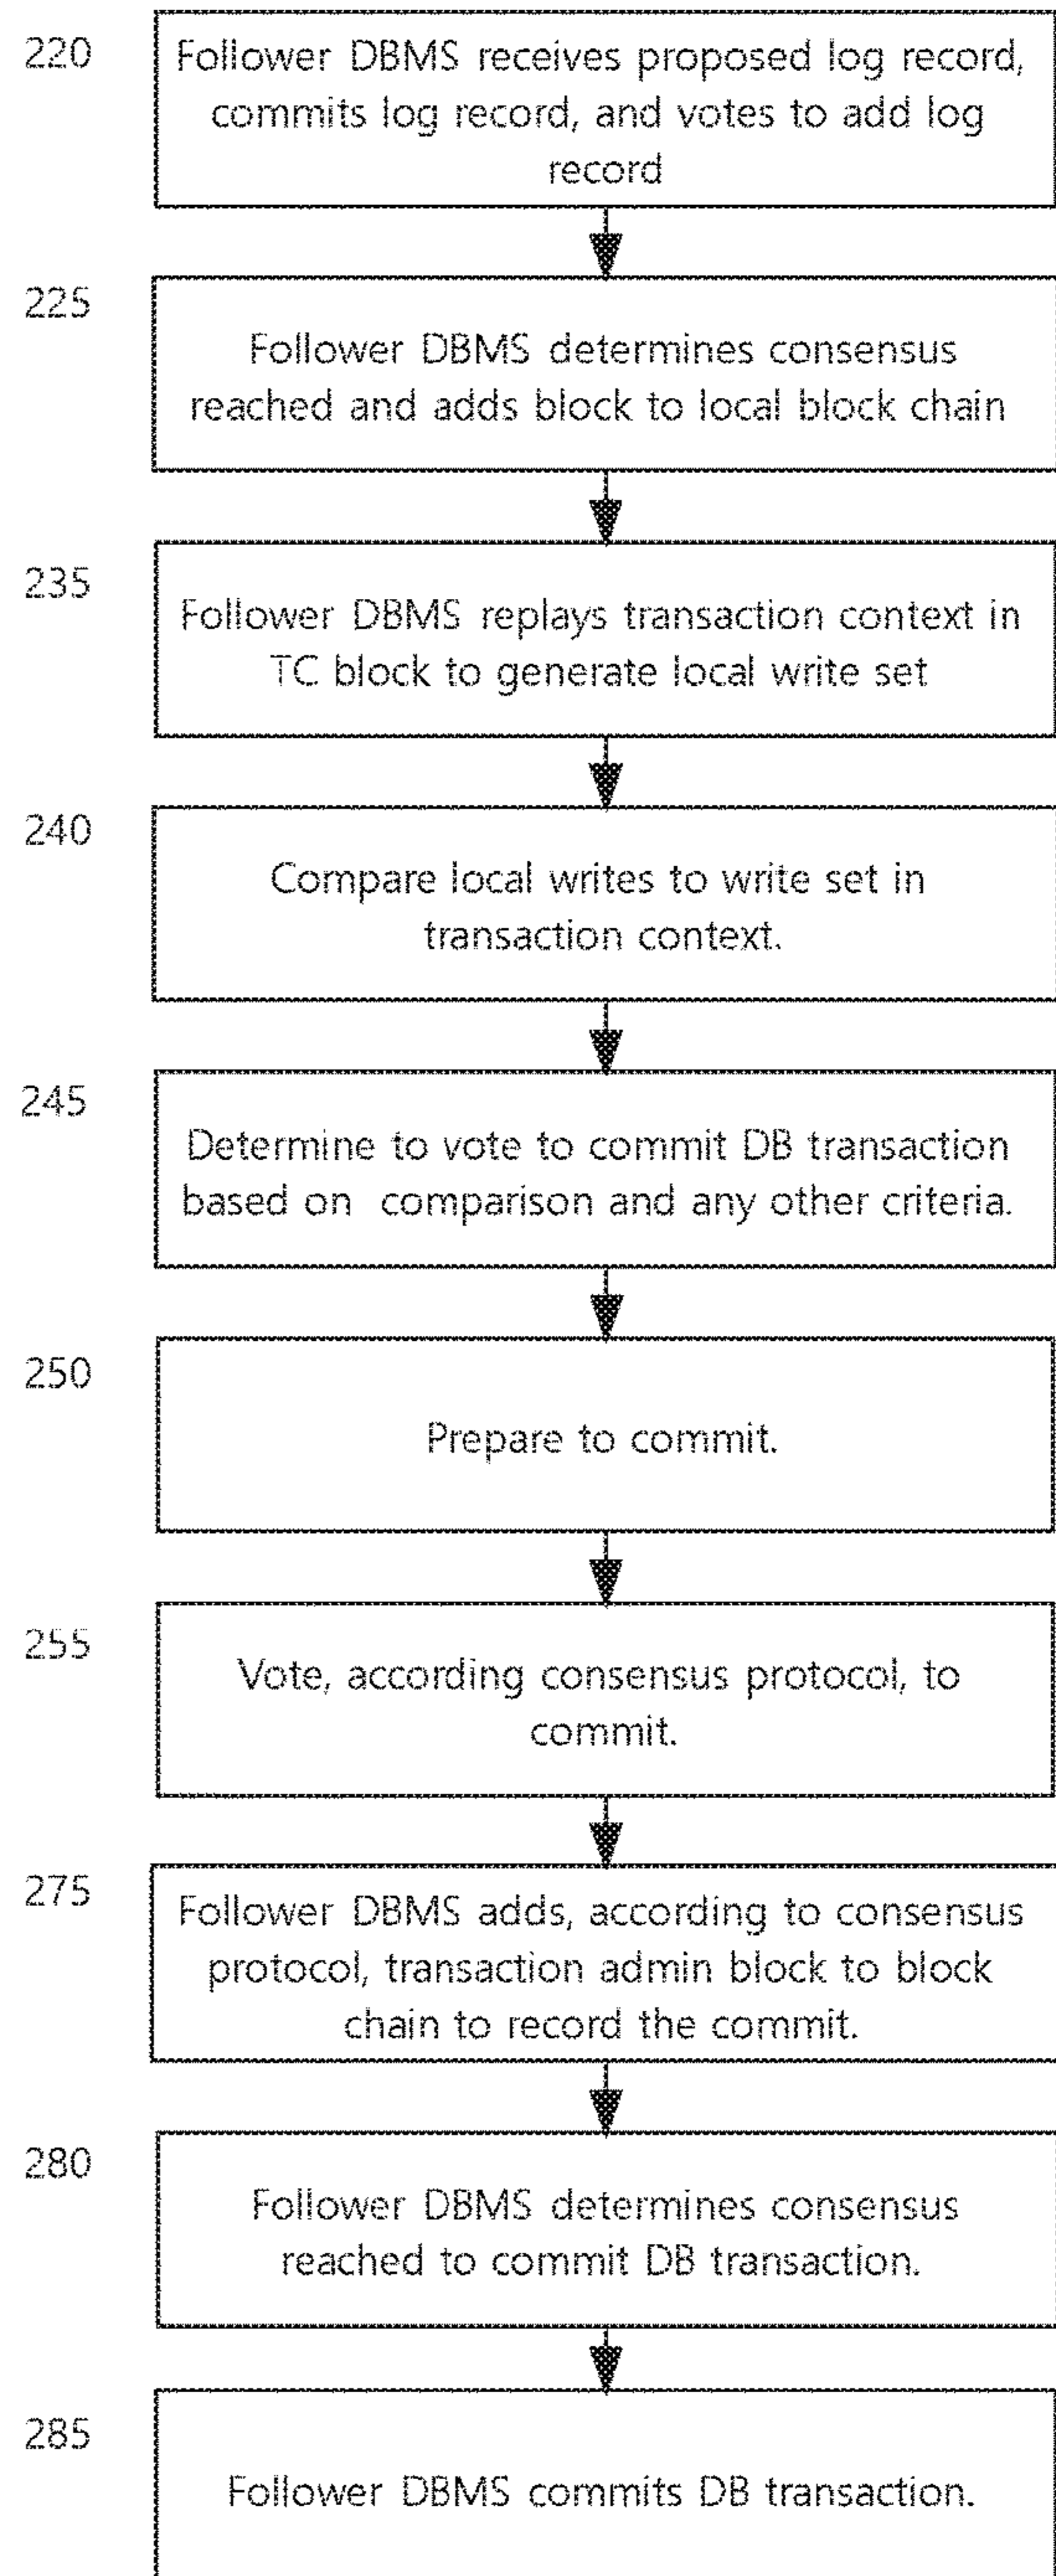 220
Follower DBMS receives proposed log record,
commits log record, and votes to add log
record
225
Follower DBMS determines consensus
reached and adds block to local block chain
235
Follower DBMS replays transaction context in
TC block to generate local write set
240
Compare local writes to write set in
transaction context.
245
Determine to vote to commit DB transaction
based on comparison and any other criteria.
250
Prepare to commit.
255
Vote, according consensus protocol, to
commit.
275
Follower DBMS adds, according to consensus
protocol, transaction admin block to block
chain to record the commit.
280
Follower DBMS determines consensus
reached to commit DB transaction.
285
Follower DBMS commits DB transaction.